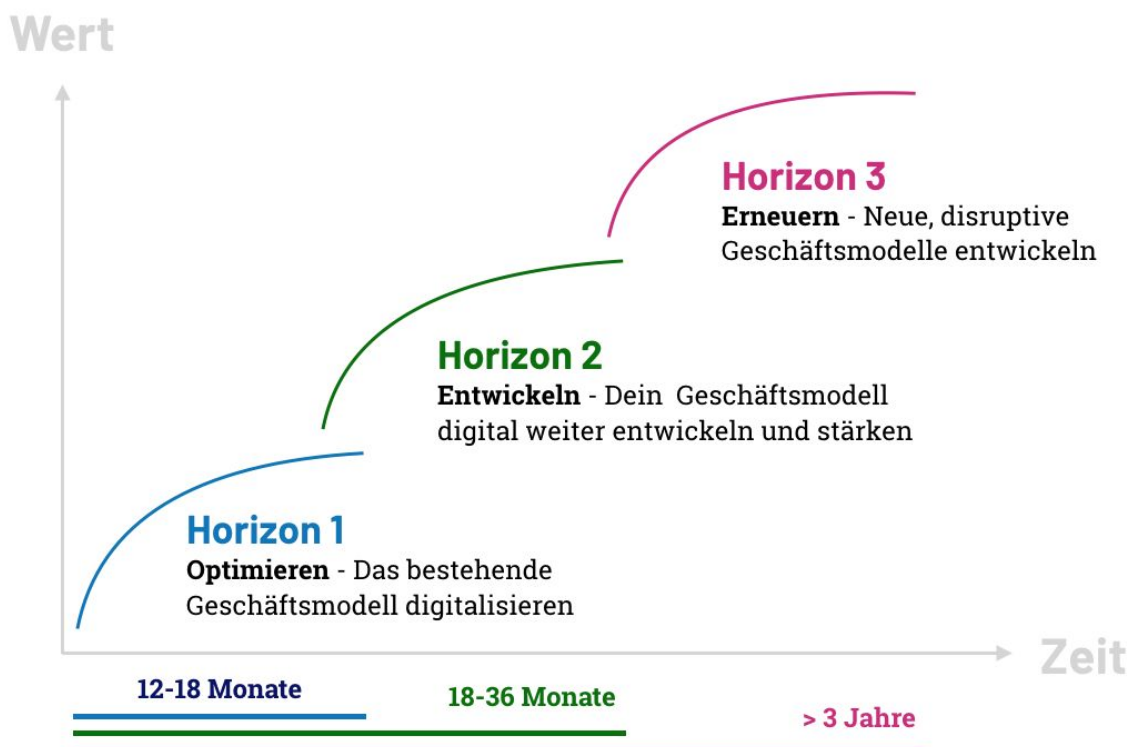 Wert
Horizon 3
Erneuern - Neue, disruptive
Geschäftsmodelle entwickeln
Horizon 2
Entwickeln - Dein Geschäftsmodell
digital weiter entwickeln und stärken
Horizon 1
Optimieren - Das bestehende
Geschäftsmodell digitalisieren
Zeit
12-18 Monate
18-36 Monate
> 3 Jahre